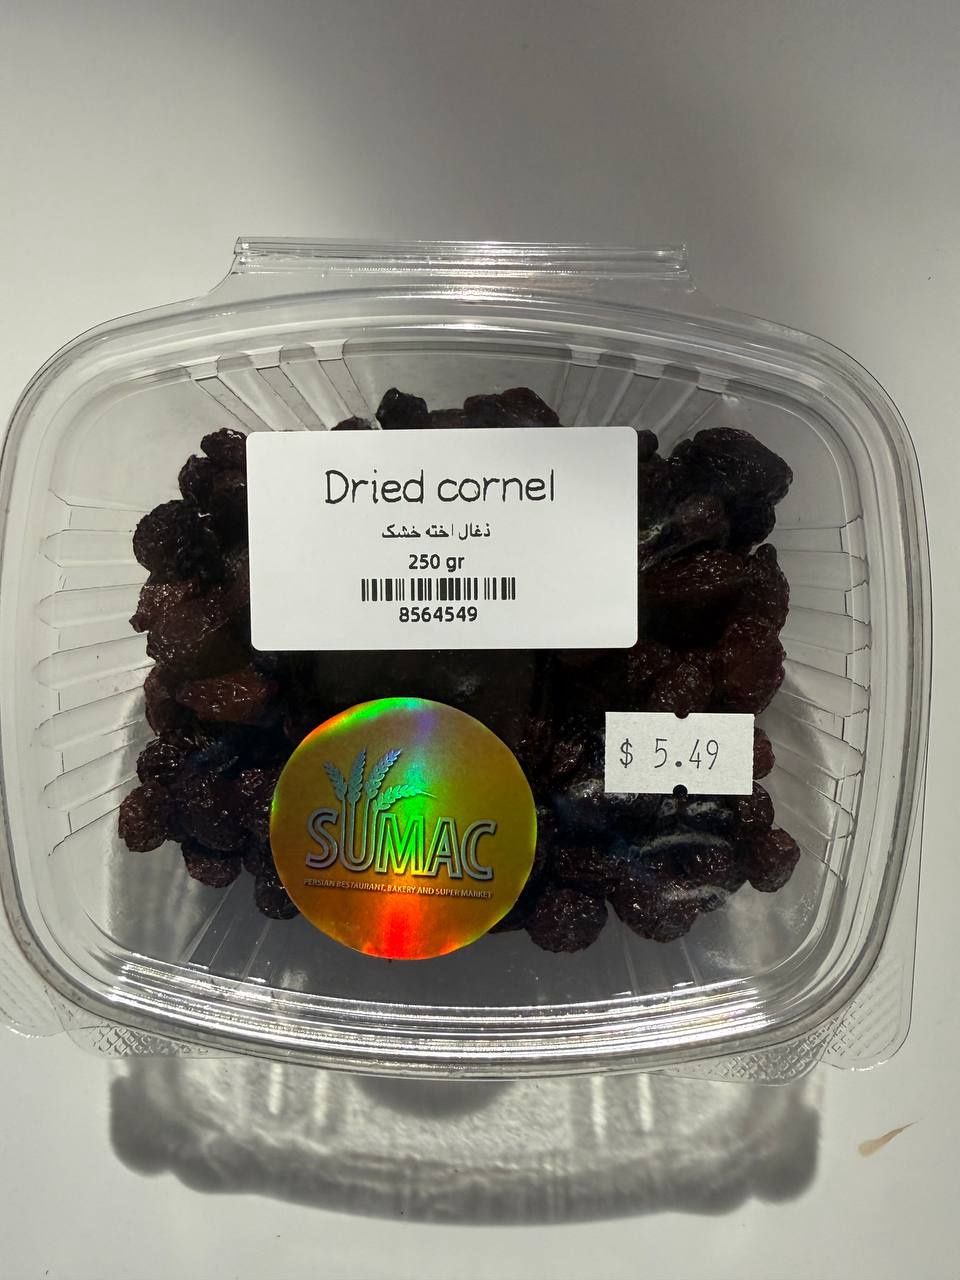 Dried cornel
ذغال اخته خشک
250 gr
8564549
$ 5.49
SUMAC
PERSIAN RESTAURANT, BAKERY AND SUPER MARKET